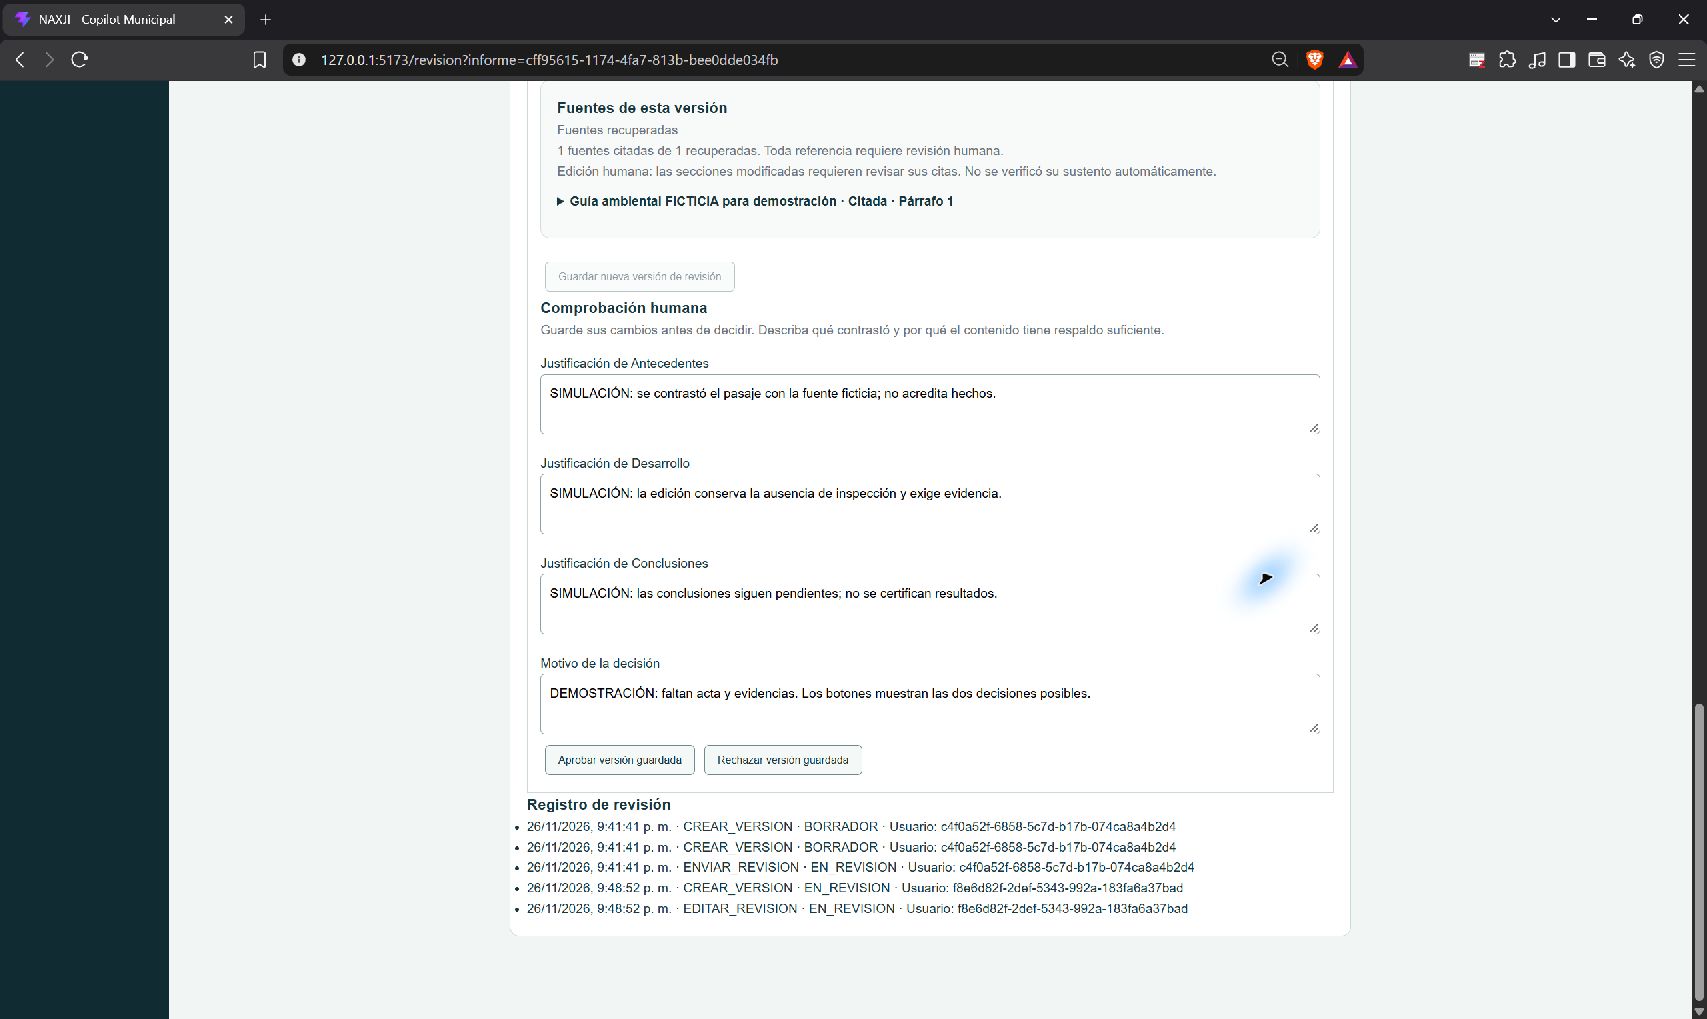 NAXJI - Copilot Municipal
127.0.0.1:5173/revision?informe=cff95615-1174-4fa7-813b-bee0dde034fb
Fuentes de esta versión
Fuentes recuperadas
1 fuentes citadas de 1 recuperadas. Toda referencia requiere revisión humana.
Edición humana: las secciones modificadas requieren revisar sus citas. No se verificó su sustento automáticamente.
▶ Guía ambiental FICTICIA para demostración · Citada · Párrafo 1
Guardar nueva versión de revisión
Comprobación humana
Guarde sus cambios antes de decidir. Describa qué contrastó y por qué el contenido tiene respaldo suficiente.
Justificación de Antecedentes
SIMULACIÓN: se contrastó el pasaje con la fuente ficticia; no acredita hechos.
Justificación de Desarrollo
SIMULACIÓN: la edición conserva la ausencia de inspección y exige evidencia.
Justificación de Conclusiones
SIMULACIÓN: las conclusiones siguen pendientes; no se certifican resultados.
Motivo de la decisión
DEMOSTRACIÓN: faltan acta y evidencias. Los botones muestran las dos decisiones posibles.
Aprobar versión guardada
Rechazar versión guardada
Registro de revisión
• 26/11/2026, 9:41:41 p. m. · CREAR_VERSION · BORRADOR · Usuario: c4f0a52f-6858-5c7d-b17b-074ca8a4b2d4
• 26/11/2026, 9:41:41 p. m. · CREAR_VERSION · BORRADOR · Usuario: c4f0a52f-6858-5c7d-b17b-074ca8a4b2d4
• 26/11/2026, 9:41:41 p. m. · ENVIAR_REVISION · EN_REVISION · Usuario: c4f0a52f-6858-5c7d-b17b-074ca8a4b2d4
• 26/11/2026, 9:48:52 p. m. · CREAR_VERSION · EN_REVISION · Usuario: f8e6d82f-2def-5343-992a-183fa6a37bad
• 26/11/2026, 9:48:52 p. m. · EDITAR_REVISION · EN_REVISION · Usuario: f8e6d82f-2def-5343-992a-183fa6a37bad